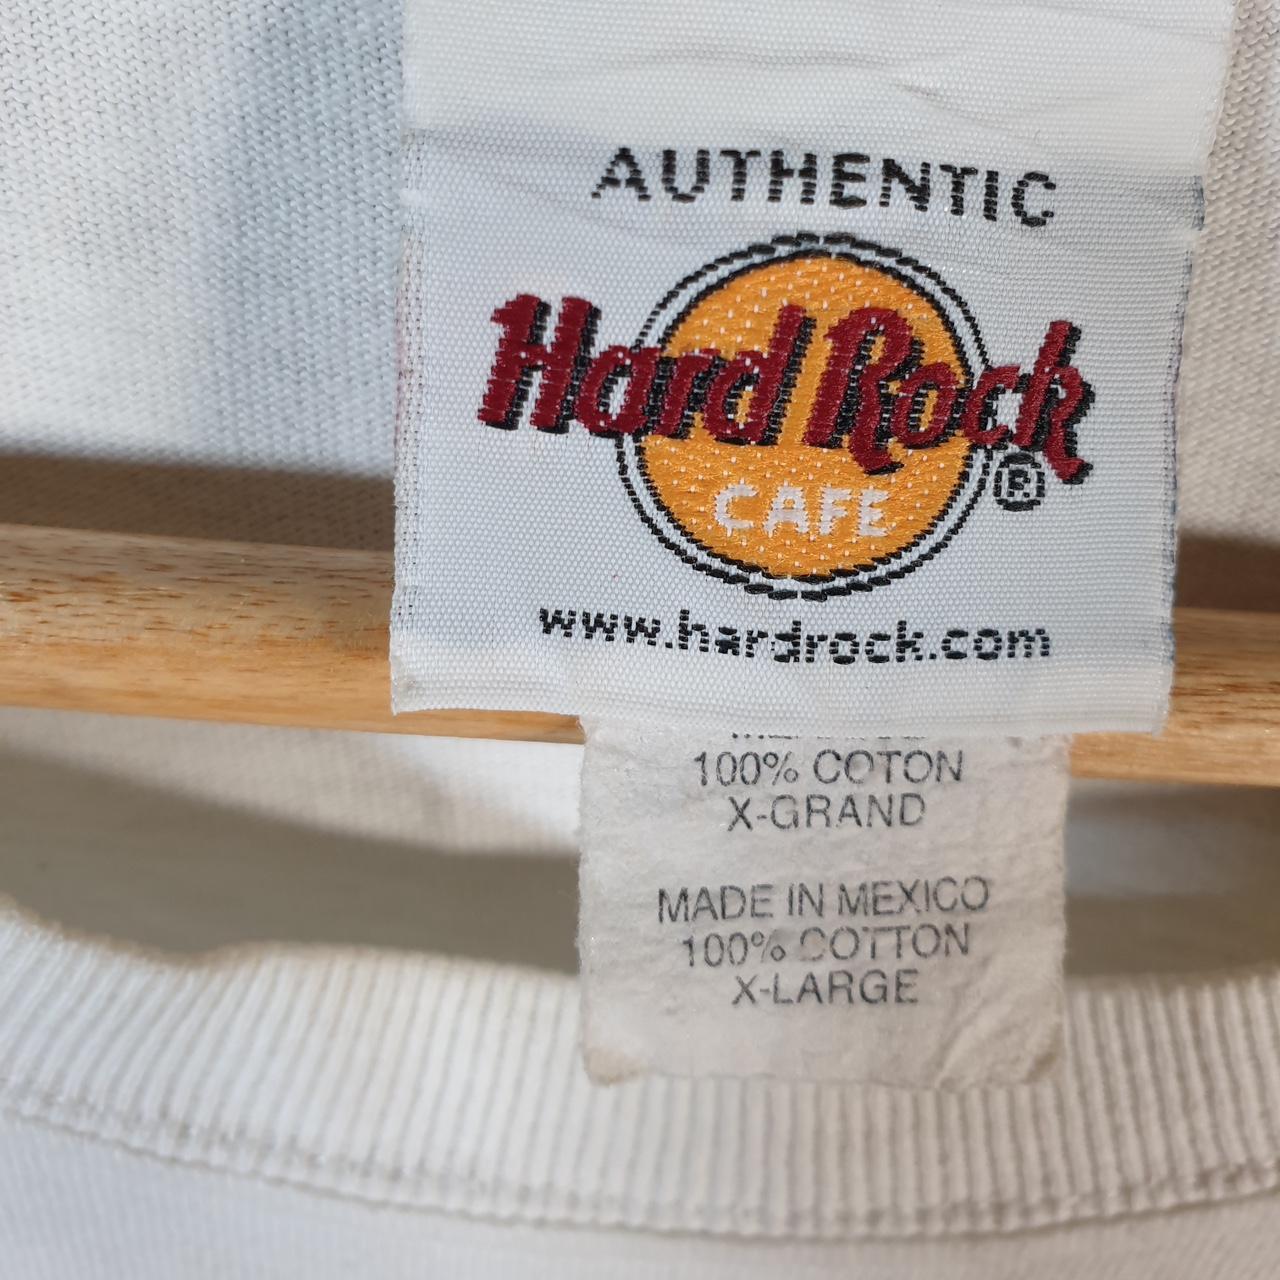 AUTHENTIC
Hard Rock
CAFE
®
www.hardrock.com
100% COTON
X-GRAND
MADE IN MEXICO
100% COTTON
X-LARGE